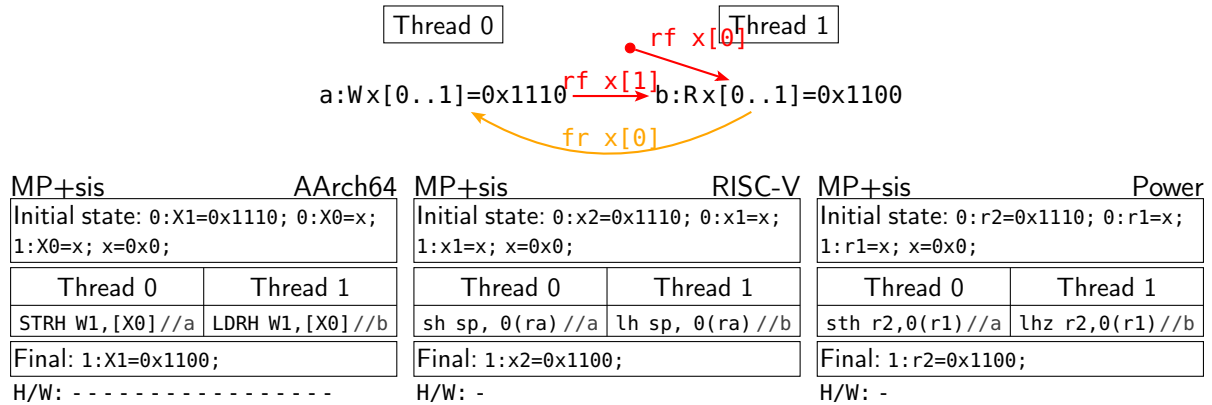 Thread 0 Thread 1
rf x[0]
a:Wx[0..1]=0x1110 rf x[1] b:Rx[0..1]=0x1100
fr x[0]
MP+sis AArch64
Initial state: 0:X1=0x1110; 0:X0=x;
1:X0=x; x=0x0;
Thread 0 Thread 1
STRH W1,[X0]//a LDRH W1,[X0]//b
Final: 1:X1=0x1100;
H/W: -----------------
MP+sis RISC-V
Initial state: 0:x2=0x1110; 0:x1=x;
1:x1=x; x=0x0;
Thread 0 Thread 1
sh sp, 0(ra)//a lh sp, 0(ra)//b
Final: 1:x2=0x1100;
H/W: -
MP+sis Power
Initial state: 0:r2=0x1110; 0:r1=x;
1:r1=x; x=0x0;
Thread 0 Thread 1
sth r2,0(r1)//a lhz r2,0(r1)//b
Final: 1:r2=0x1100;
H/W: -